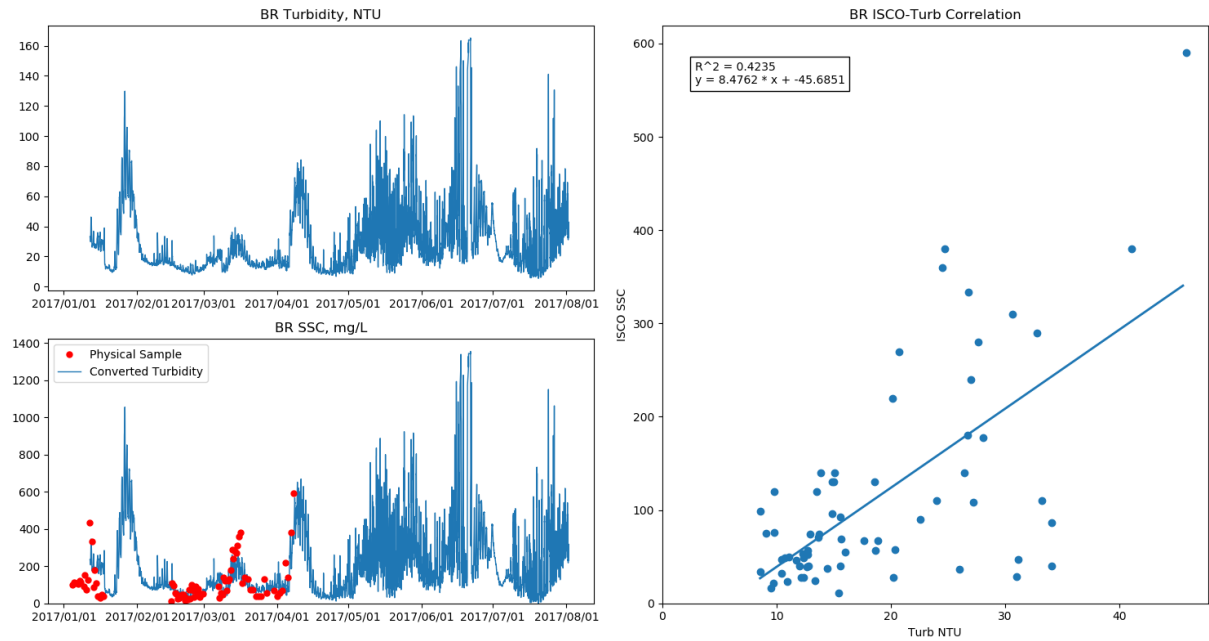 BR Turbidity, NTU
160
140
120
100
80
60
40
20
0
2017/01/01 2017/02/01 2017/03/01 2017/04/01 2017/05/01 2017/06/01 2017/07/01 2017/08/01
BR SSC, mg/L
1400
1200
1000
800
600
400
200
0
Physical Sample
Converted Turbidity
2017/01/01 2017/02/01 2017/03/01 2017/04/01 2017/05/01 2017/06/01 2017/07/01 2017/08/01
BR ISCO-Turb Correlation
R^2 = 0.4235
y = 8.4762 * x + -45.6851
ISCO SSC
600
500
400
300
200
100
0
10 20 30 40
Turb NTU